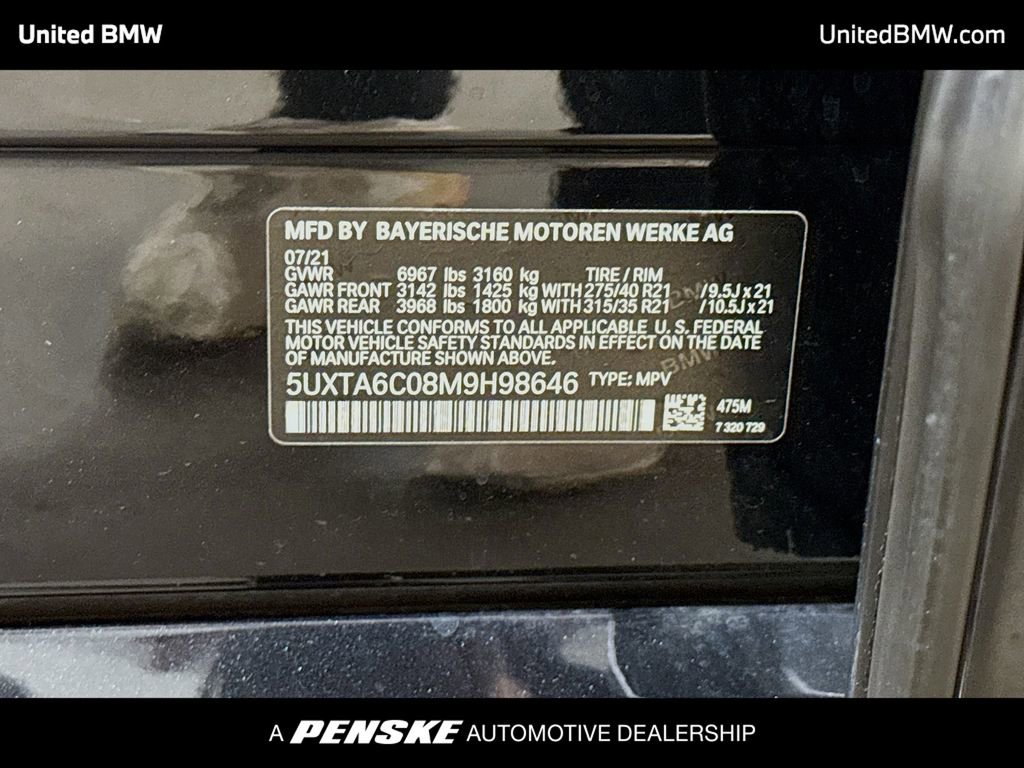 United BMW
UnitedBMW.com
MFD BY BAYERISCHE MOTOREN WERKE AG
07/21
GVWR 6967 lbs 3160 kg TIRE / RIM
GAWR FRONT 3142 lbs 1425 kg WITH 275/40 R21 / 9.5J x 21
GAWR REAR 3968 lbs 1800 kg WITH 315/35 R21 / 10.5J x 21
THIS VEHICLE CONFORMS TO ALL APPLICABLE U. S. FEDERAL
MOTOR VEHICLE SAFETY STANDARDS IN EFFECT ON THE DATE
OF MANUFACTURE SHOWN ABOVE.
5UXTA6C08M9H98646 TYPE: MPV
475M
7 320 729
BMW
A PENSKE AUTOMOTIVE DEALERSHIP